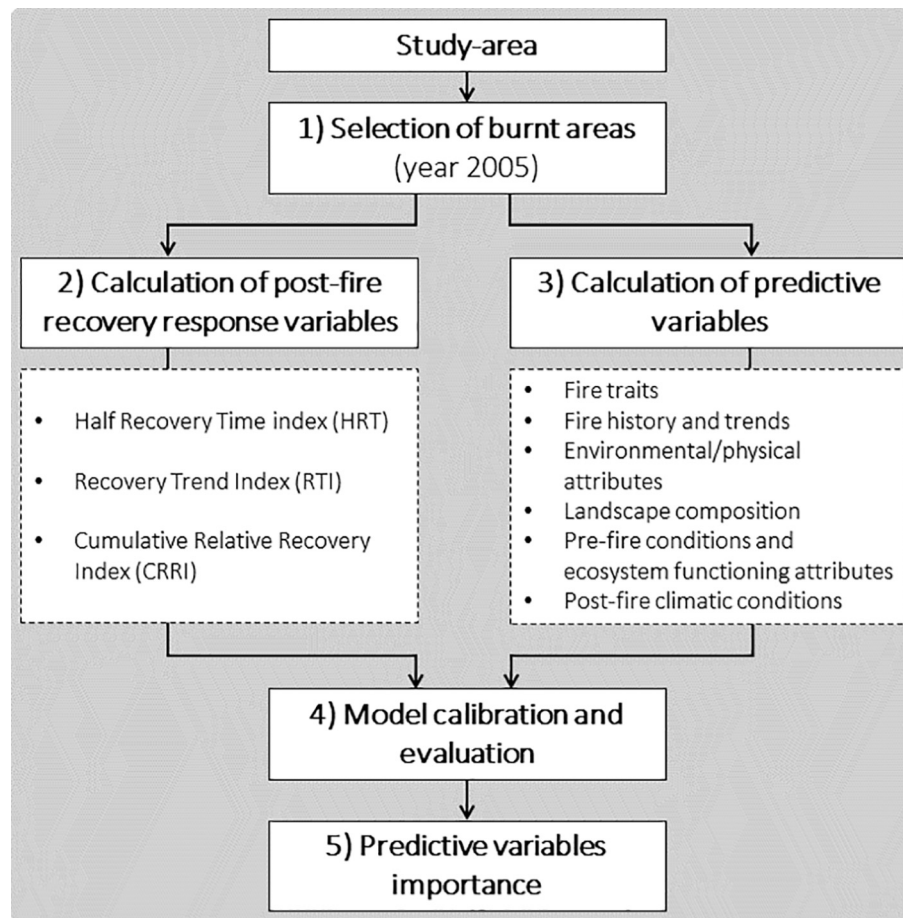 Study-area
1) Selection of burnt areas
(year 2005)
2) Calculation of post-fire
recovery response variables
• Half Recovery Time index (HRT)
• Recovery Trend Index (RTI)
• Cumulative Relative Recovery
Index (CRRI)
3) Calculation of predictive
variables
• Fire traits
• Fire history and trends
• Environmental/physical
attributes
• Landscape composition
• Pre-fire conditions and
ecosystem functioning attributes
• Post-fire climatic conditions
4) Model calibration and
evaluation
5) Predictive variables
importance